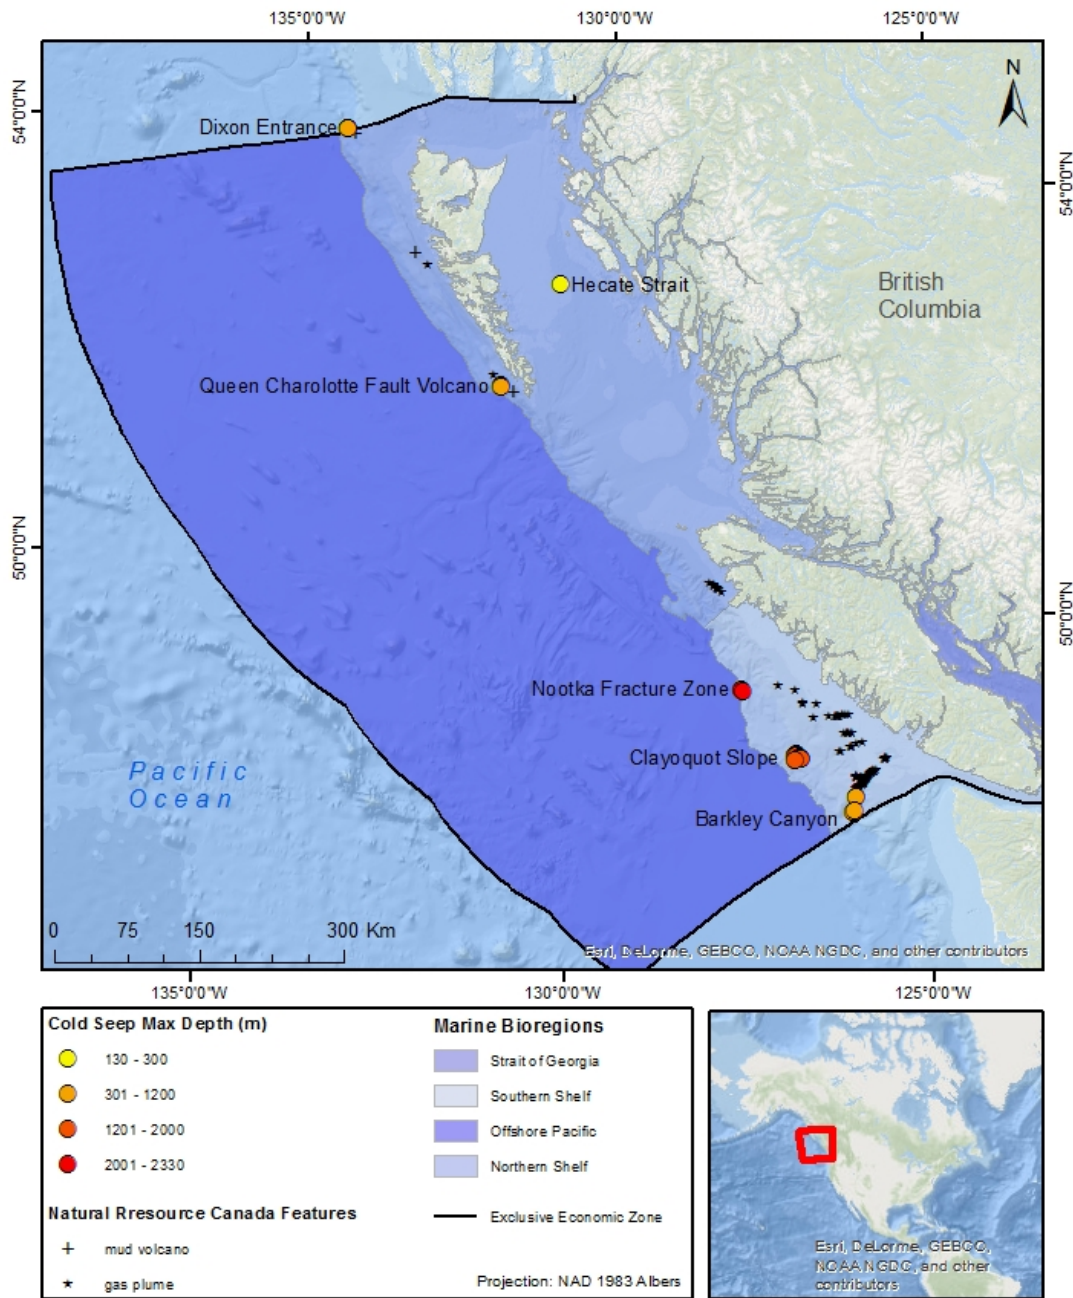 135°0'0"W 130°0'0"W 125°0'0"W
N
54°0'0"N
54°0'0"N
Dixon Entrance
Hecate Strait
British
Columbia
Queen Charolotte Fault Volcano
50°0'0"N
50°0'0"N
Nootka Fracture Zone
Clayoquot Slope
Pacific
Ocean
Barkley Canyon
0 75 150 300 Km
Esri, DeLorme, GEBCO, NOAA NGDC, and other contributors
135°0'0"W 130°0'0"W 125°0'0"W
Cold Seep Max Depth (m)
130 - 300
301 - 1200
1201 - 2000
2001 - 2330
Natural Rresource Canada Features
mud volcano
gas plume
Marine Bioregions
Strait of Georgia
Southern Shelf
Offshore Pacific
Northern Shelf
Exclusive Economic Zone
Projection: NAD 1983 Albers
Esri, DeLorme, GEBCO,
NOAA NGDC, and other
contributors